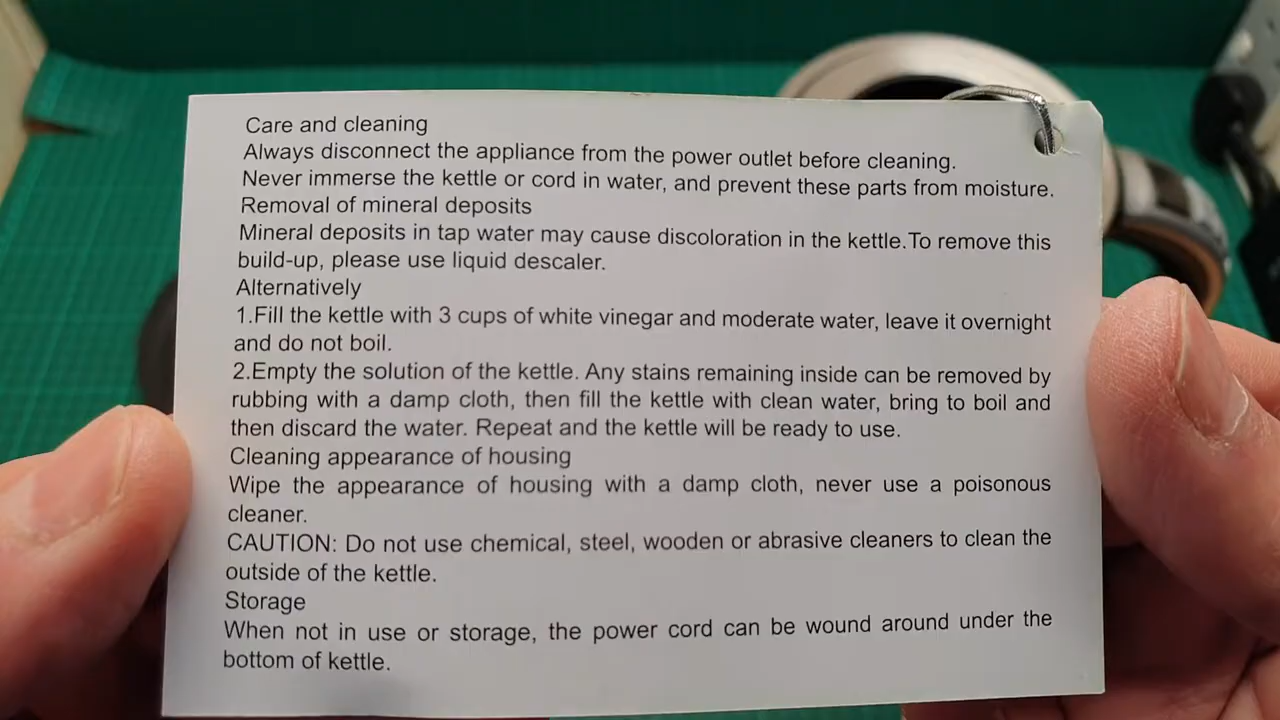 Care and cleaning
Always disconnect the appliance from the power outlet before cleaning.
Never immerse the kettle or cord in water, and prevent these parts from moisture.
Removal of mineral deposits
Mineral deposits in tap water may cause discoloration in the kettle.To remove this
build-up, please use liquid descaler.
Alternatively
1.Fill the kettle with 3 cups of white vinegar and moderate water, leave it overnight
and do not boil.
2.Empty the solution of the kettle. Any stains remaining inside can be removed by
rubbing with a damp cloth, then fill the kettle with clean water, bring to boil and
then discard the water. Repeat and the kettle will be ready to use.
Cleaning appearance of housing
Wipe the appearance of housing with a damp cloth, never use a poisonous
cleaner.
CAUTION: Do not use chemical, steel, wooden or abrasive cleaners to clean the
outside of the kettle.
Storage
When not in use or storage, the power cord can be wound around under the
bottom of kettle.